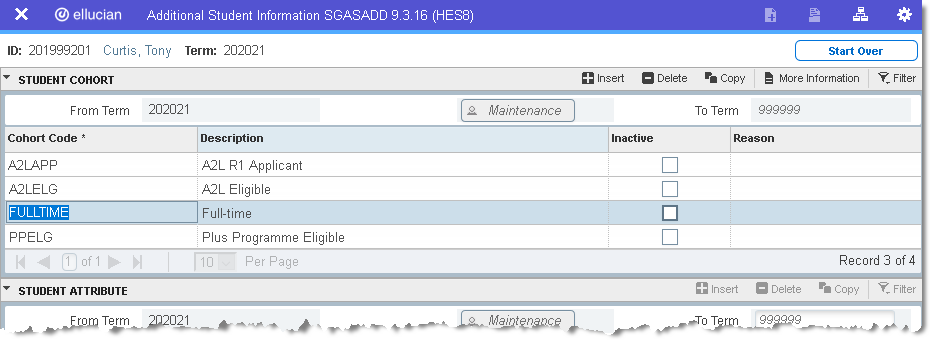 ellucian Additional Student Information SGASADD 9.3.16 (HES8)
ID: 201999201 Curtis, Tony Term: 202021 Start Over
STUDENT COHORT Insert Delete Copy More Information Filter
From Term 202021 Maintenance To Term 999999
Cohort Code * Description Inactive Reason
A2LAPP A2L R1 Applicant
A2LELG A2L Eligible
FULLTIME Full-time
PPELG Plus Programme Eligible
1 of 1 10 Per Page Record 3 of 4
STUDENT ATTRIBUTE Insert Delete Copy Filter
From Term 202021 Maintenance To Term 999999